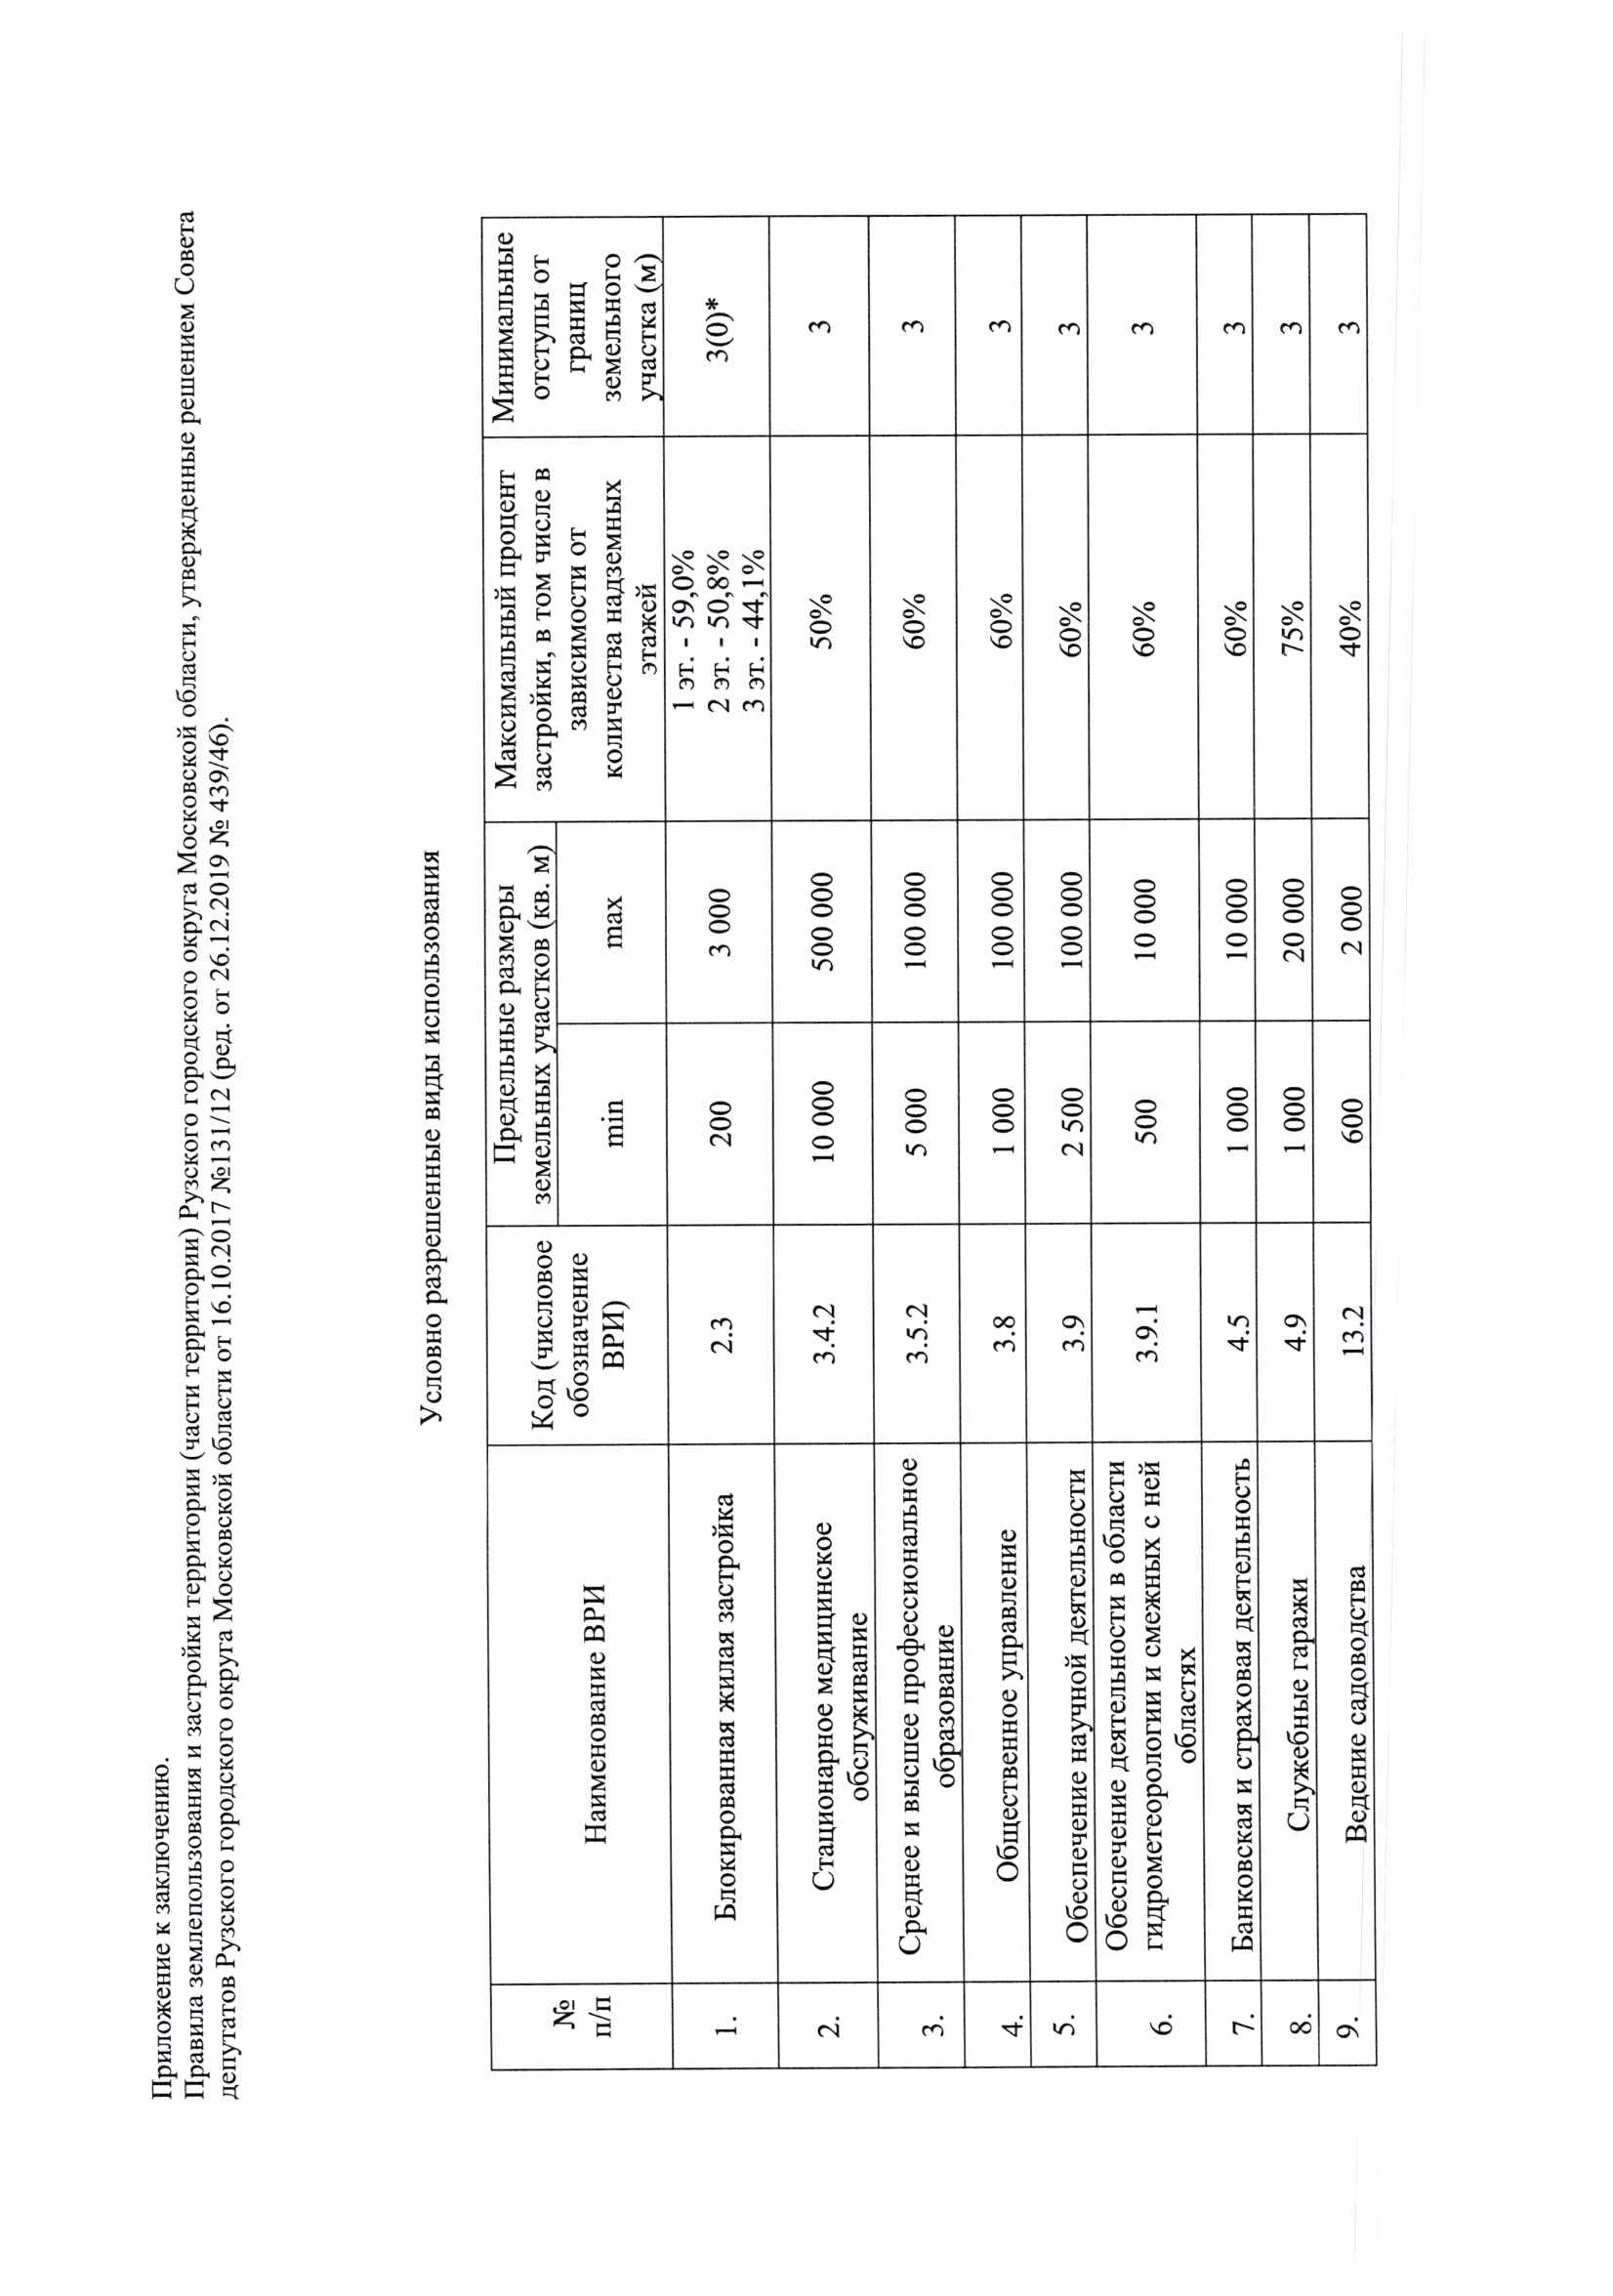 Приложение к заключению.
Правила землепользования и застройки территории (части территории) Рузского городского округа Московской области, утвержденные решением Совета
депутатов Рузского городского округа Московской области от 16.10.2017 №131/12 (ред. от 26.12.2019 № 439/46).
Условно разрешенные виды использования
№
п/п
Наименование ВРИ
Код (числовое
обозначение
ВРИ)
Предельные размеры
земельных участков (кв. м)
min
max
Максимальный процент
застройки, в том числе в
зависимости от
количества надземных
этажей
Минимальные
отступы от
границ
земельного
участка (м)
1.
Блокированная жилая застройка
2.3
200
3 000
1 эт. - 59,0%
2 эт. - 50,8%
3 эт. - 44,1%
3(0)*
2.
Стационарное медицинское
обслуживание
3.4.2
10 000
500 000
50%
3
3.
Среднее и высшее профессиональное
образование
3.5.2
5 000
100 000
60%
3
4.
Общественное управление
3.8
1 000
100 000
60%
3
5.
Обеспечение научной деятельности
3.9
2 500
100 000
60%
3
6.
Обеспечение деятельности в области
гидрометеорологии и смежных с ней
областях
3.9.1
500
10 000
60%
3
7.
Банковская и страховая деятельность
4.5
1 000
10 000
60%
3
8.
Служебные гаражи
4.9
1 000
20 000
75%
3
9.
Ведение садоводства
13.2
600
2 000
40%
3